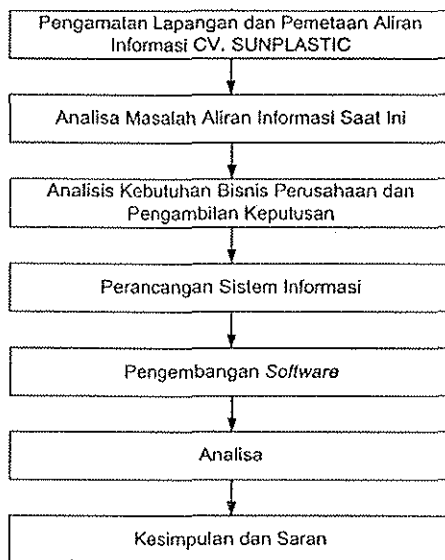 Pengamatan Lapangan dan Pemetaan Aliran
Informasi CV. SUNPLASTIC
Analisa Masalah Aliran Informasi Saat Ini
Analisis Kebutuhan Bisnis Perusahaan dan
Pengambilan Keputusan
Perancangan Sistem Informasi
Pengembangan Software
Analisa
Kesimpulan dan Saran